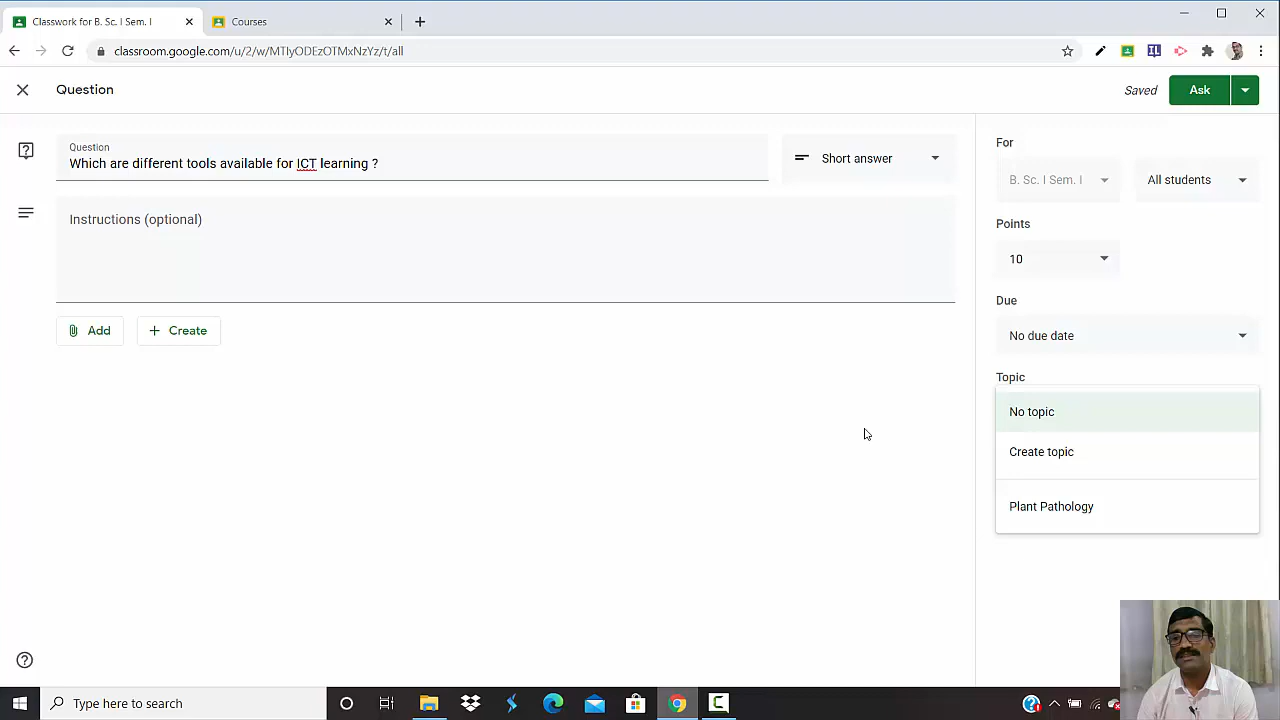 Classwork for B. Sc. I Sem. I
Courses
classroom.google.com/u/2/w/MTIyODEzOTMxNzYz/t/all
IL
Question
Saved
Ask
Question
Which are different tools available for ICT learning ?
Short answer
Instructions (optional)
Add
Create
For
B. Sc. I Sem. I
All students
Points
10
Due
No due date
Topic
No topic
Create topic
Plant Pathology
Type here to search